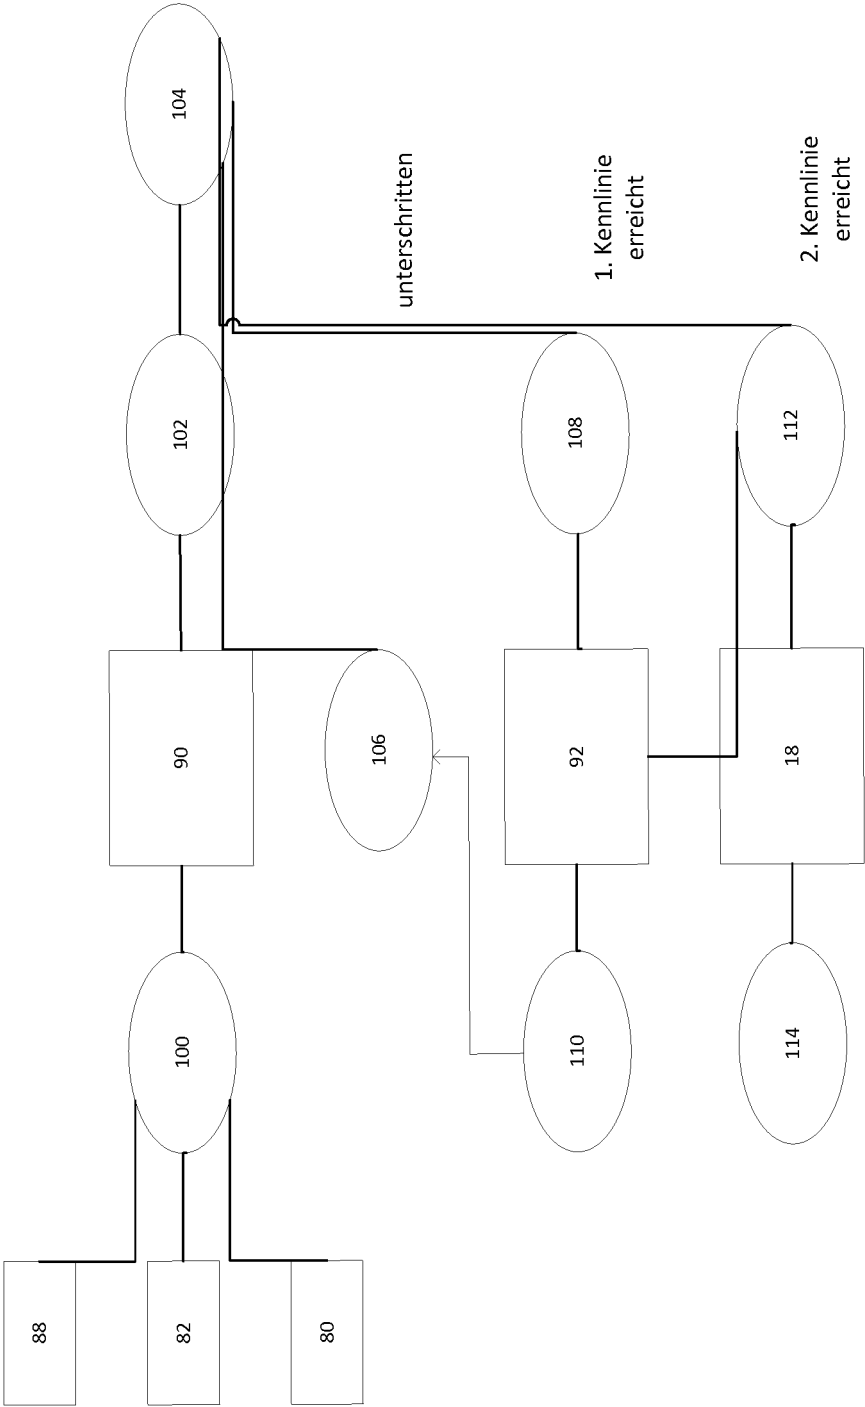 88
82
100
90
102
104
80
106
unterschritten
110
92
108
1. Kennlinie
erreicht
114
18
112
2. Kennlinie
erreicht